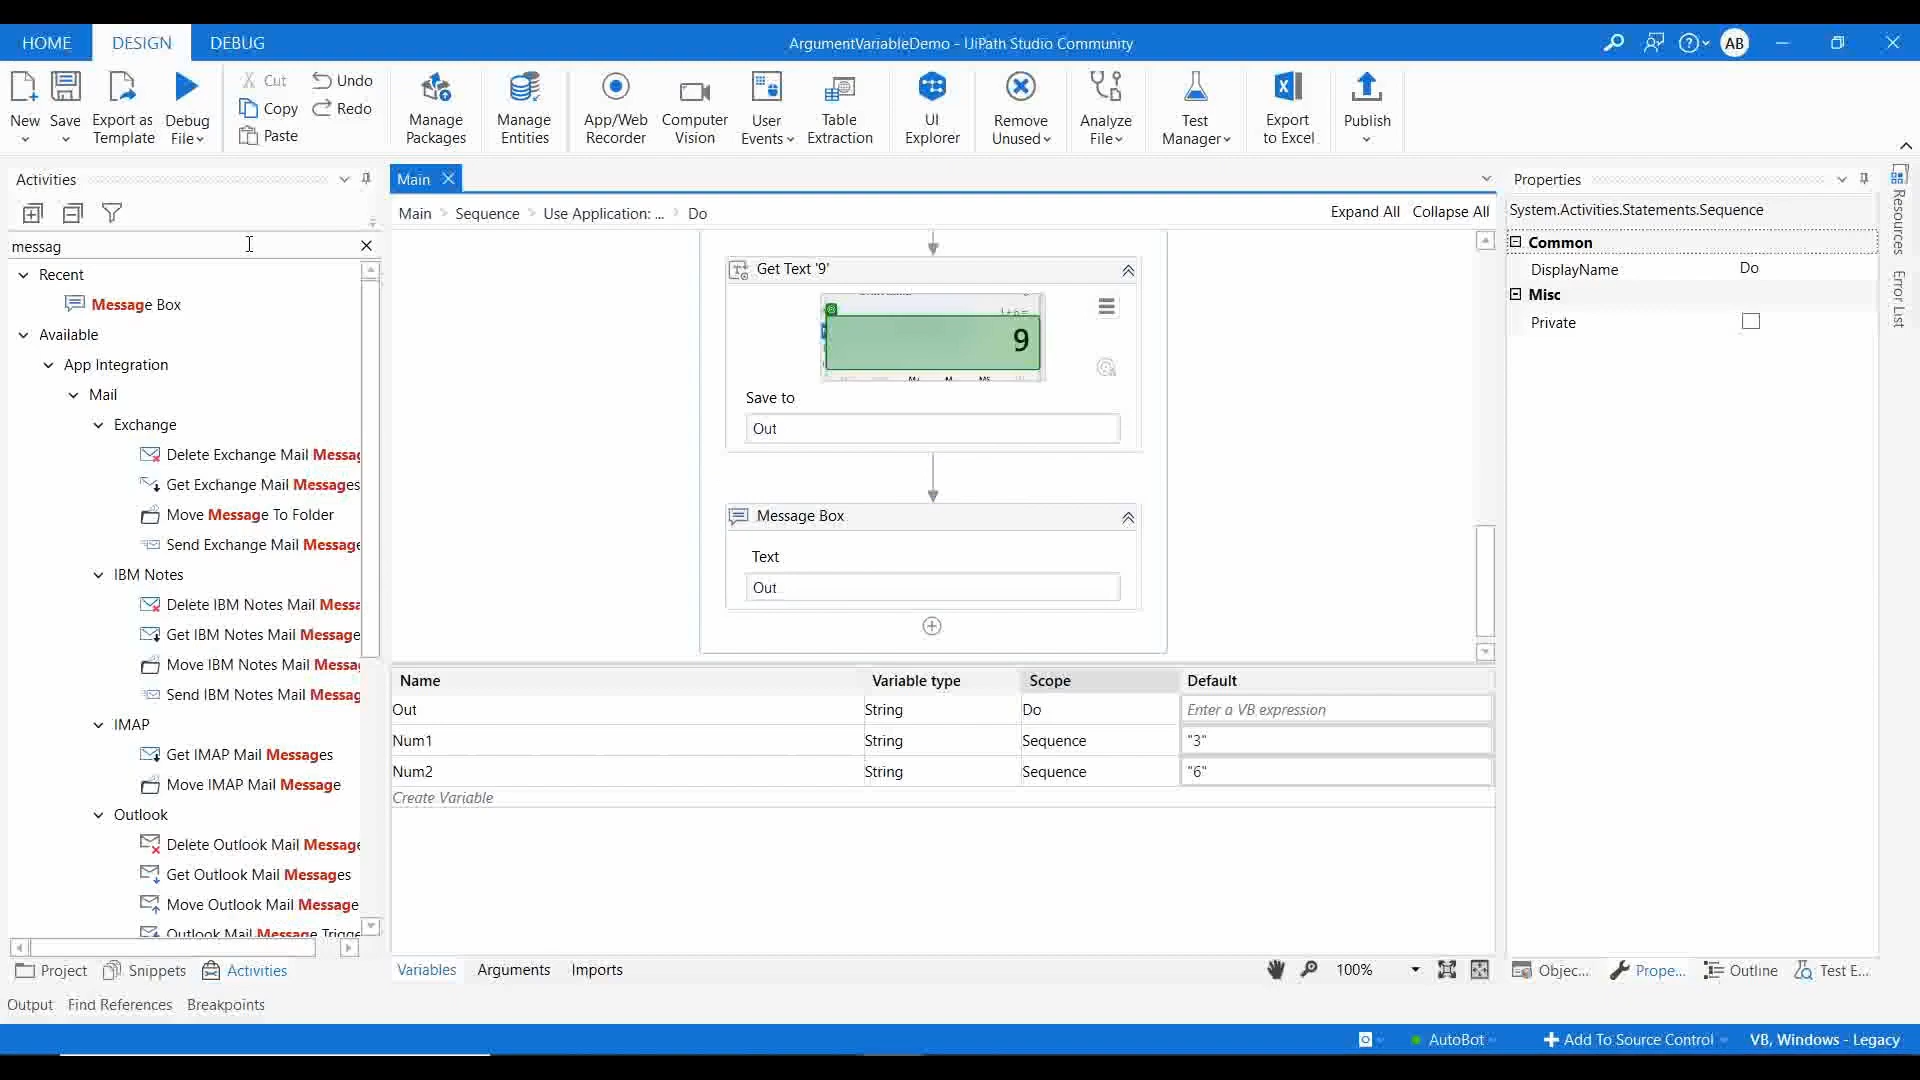 HOME DESIGN DEBUG ArgumentVariableDemo - UiPath Studio Community AB
New Save Export as Template Debug File Cut Copy Paste Undo Redo Manage Packages Manage Entities App/Web Recorder Computer Vision User Events Table Extraction UI Explorer Remove Unused Analyze File Test Manager Export to Excel Publish
Activities
messag
Recent
Message Box
Available
App Integration
Mail
Exchange
Delete Exchange Mail Messag
Get Exchange Mail Messages
Move Message To Folder
Send Exchange Mail Message
IBM Notes
Delete IBM Notes Mail Messa
Get IBM Notes Mail Message
Move IBM Notes Mail Messa
Send IBM Notes Mail Messag
IMAP
Get IMAP Mail Messages
Move IMAP Mail Message
Outlook
Delete Outlook Mail Message
Get Outlook Mail Messages
Move Outlook Mail Message
Outlook Mail Message Trigge
Project Snippets Activities
Main
Main > Sequence > Use Application: ... > Do Expand All Collapse All
Get Text '9'
9
Save to
Out
Message Box
Text
Out
Name Variable type Scope Default
Out String Do Enter a VB expression
Num1 String Sequence "3"
Num2 String Sequence "6"
Create Variable
Variables Arguments Imports 100%
Properties
System.Activities.Statements.Sequence
Common
DisplayName Do
Misc
Private
Resources
Error List
Objec... Prope... Outline Test E...
Output Find References Breakpoints
AutoBot Add To Source Control VB, Windows - Legacy